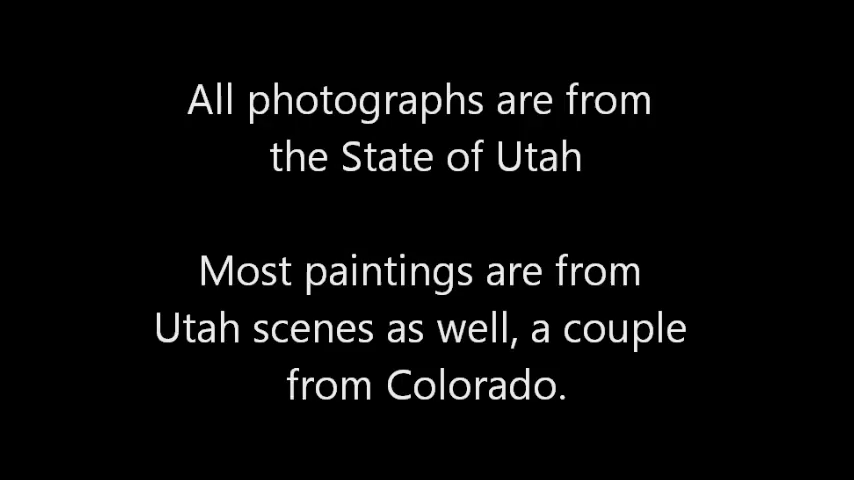 All photographs are from
the State of Utah
Most paintings are from
Utah scenes as well, a couple
from Colorado.